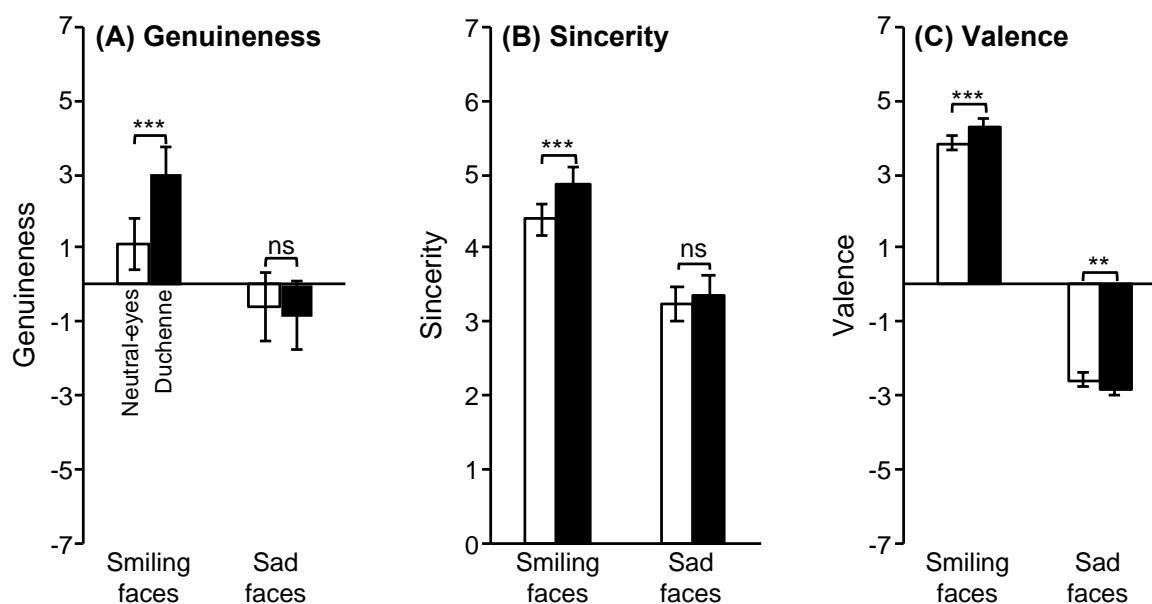 (A) Genuineness
7
5
3
1
-1
-3
-5
-7
Genuineness
***
ns
Neutral-eyes
Duchenne
Smiling
faces
Sad
faces
(B) Sincerity
7
6
5
4
3
2
1
0
Sincerity
***
ns
Smiling
faces
Sad
faces
(C) Valence
7
5
3
1
-1
-3
-5
-7
Valence
***
**
Smiling
faces
Sad
faces